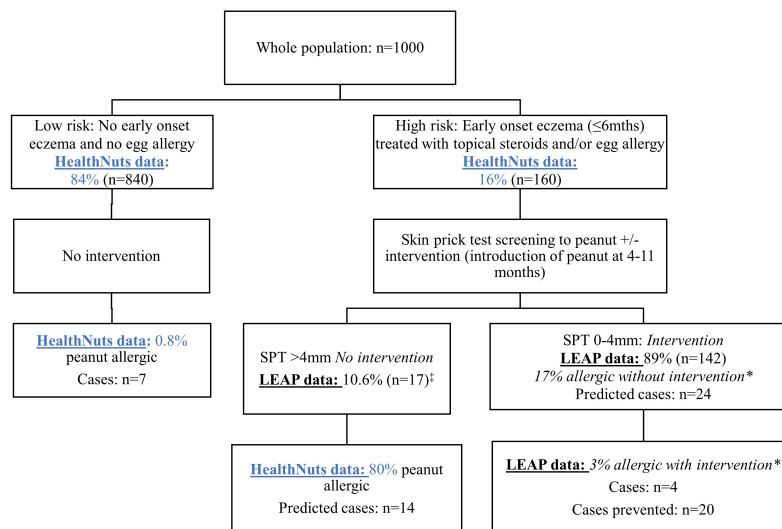 Whole population: n=1000
Low risk: No early onset
eczema and no egg allergy
HealthNuts data:
84% (n=840)
High risk: Early onset eczema (≤6mths)
treated with topical steroids and/or egg allergy
HealthNuts data:
16% (n=160)
No intervention
Skin prick test screening to peanut +/-
intervention (introduction of peanut at 4-11
months)
HealthNuts data: 0.8%
peanut allergic
Cases: n=7
SPT >4mm No intervention
LEAP data: 10.6% (n=17)‡
SPT 0-4mm: Intervention
LEAP data: 89% (n=142)
17% allergic without intervention*
Predicted cases: n=24
HealthNuts data: 80% peanut
allergic
Predicted cases: n=14
LEAP data: 3% allergic with intervention*
Cases: n=4
Cases prevented: n=20